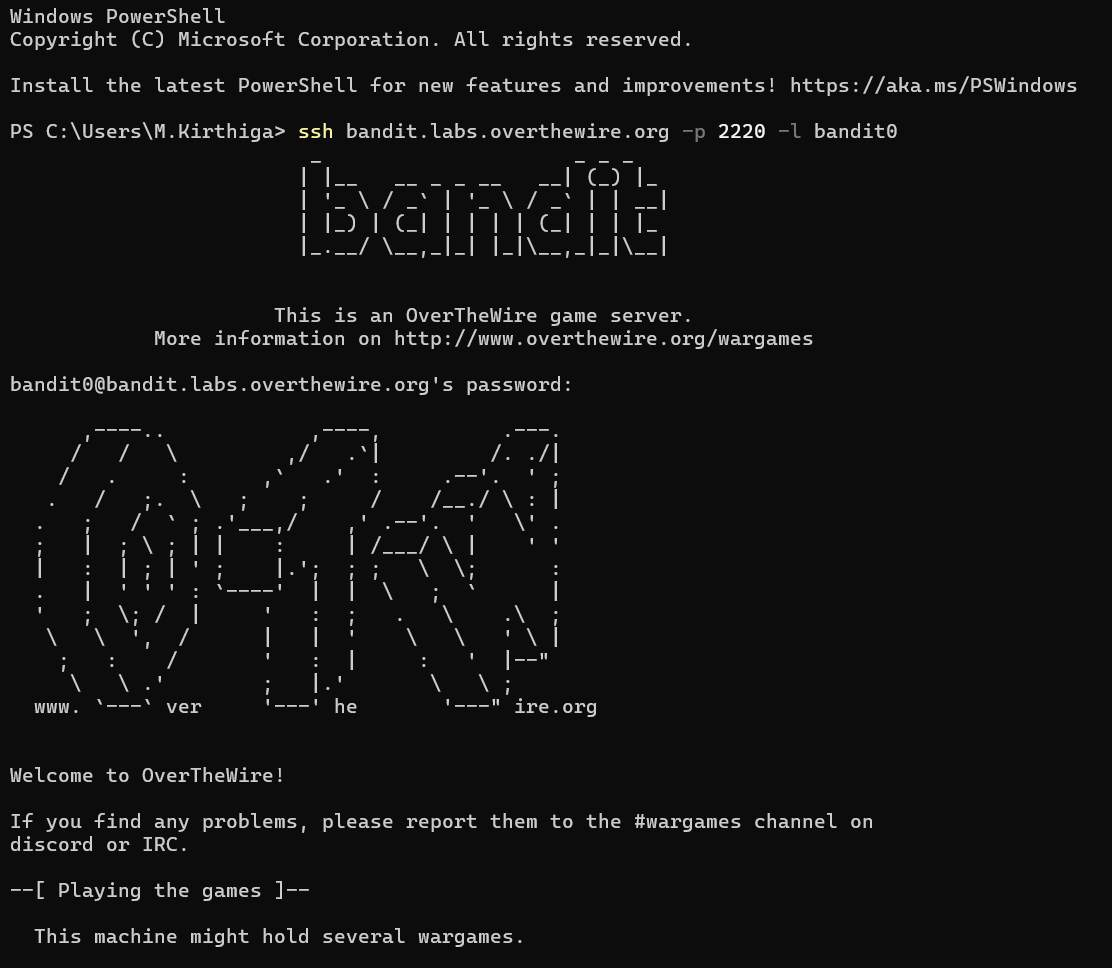 Windows PowerShell
Copyright (C) Microsoft Corporation. All rights reserved.
Install the latest PowerShell for new features and improvements! https://aka.ms/PSWindows
PS C:\Users\M.Kirthiga> ssh bandit.labs.overthewire.org -p 2220 -l bandit0
bandit
This is an OverTheWire game server.
More information on http://www.overthewire.org/wargames
bandit0@bandit.labs.overthewire.org's password:
www. `---` ver '---' he '---" ire.org
Welcome to OverTheWire!
If you find any problems, please report them to the #wargames channel on
discord or IRC.
--[ Playing the games ]--
This machine might hold several wargames.